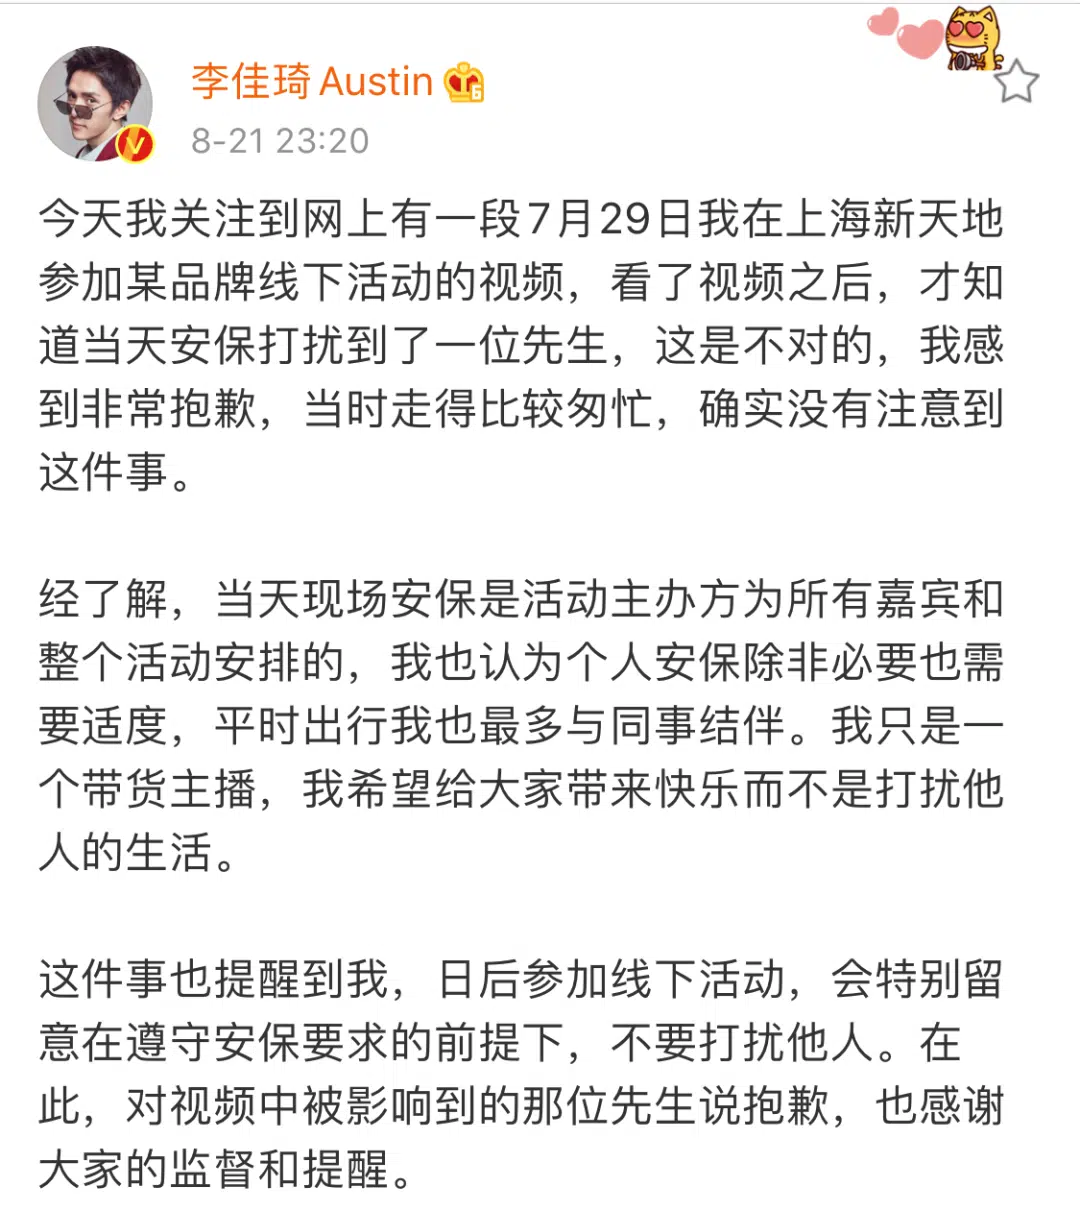 李佳琦Austin
8-21 23:20
今天我关注到网上有一段7月29日我在上海新天地
参加某品牌线下活动的视频，看了视频之后，才知
道当天安保打扰到了一位先生，这是不对的，我感
到非常抱歉，当时走得比较匆忙，确实没有注意到
这件事。
经了解，当天现场安保是活动主办方为所有嘉宾和
整个活动安排的，我也认为个人安保除非必要也需
要适度，平时出行我也最多与同事结伴。我只是一
个带货主播，我希望给大家带来快乐而不是打扰他
人的生活。
这件事也提醒到我，日后参加线下活动，会特别留
意在遵守安保要求的前提下，不要打扰他人。在
此，对视频中被影响到的那位先生说抱歉，也感谢
大家的监督和提醒。